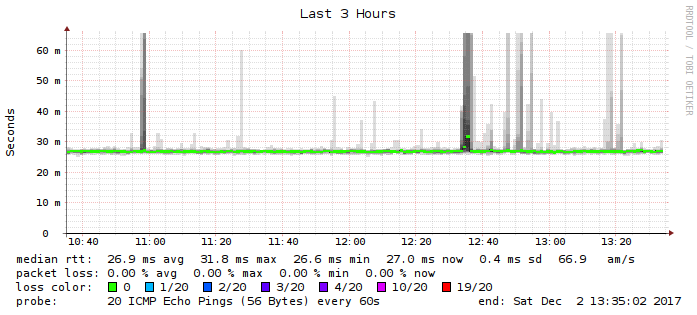 Last 3 Hours
RRDTOOL / TOBI OETIKER
Seconds
60 m
50 m
40 m
30 m
20 m
10 m
0
10:40 11:00 11:20 11:40 12:00 12:20 12:40 13:00 13:20
median rtt: 26.9 ms avg 31.8 ms max 26.6 ms min 27.0 ms now 0.4 ms sd 66.9 am/s
packet loss: 0.00 % avg 0.00 % max 0.00 % min 0.00 % now
loss color: 0 1/20 2/20 3/20 4/20 10/20 19/20
probe: 20 ICMP Echo Pings (56 Bytes) every 60s end: Sat Dec 2 13:35:02 2017